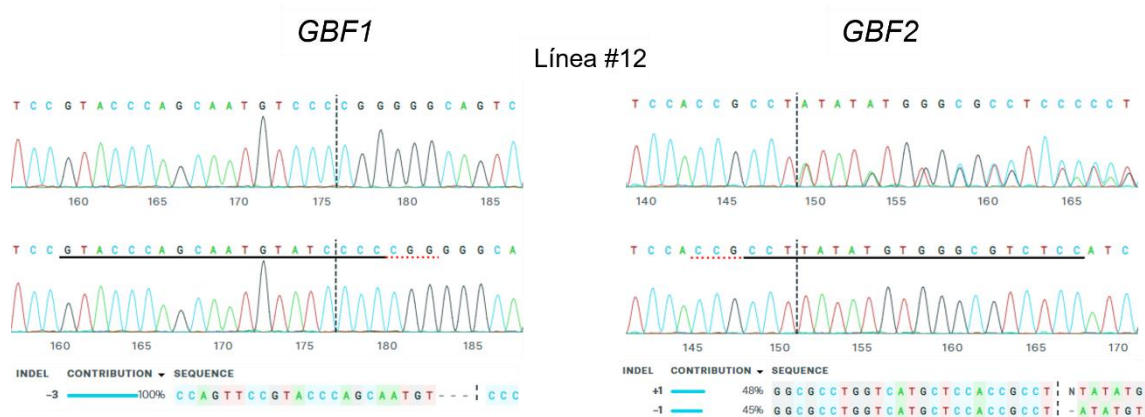 GBF1
GBF2
Línea #12
T C C G T A C C C A G C A A T G T C C C C G G G G G C A G T C
160 165 170 175 180 185
T C C G T A C C C A G C A A T G T A T C C C C C G G G G G C A
160 165 170 175 180 185
INDEL CONTRIBUTION SEQUENCE
-3 100% C C A G T T C C G T A C C C A G C A A T G T - - - C C C
T C C A C C G C C T A T A T A T G G G C G C C T C C C C C T
140 145 150 155 160 165
T C C A C C G C C T T A T A T G T G G G C G T C T C C A T C
145 150 155 160 165 170
INDEL CONTRIBUTION SEQUENCE
+1 48% G G C G C C T G G T C A T G C T C C A C C G C C T N T A T A T G
-1 45% G G C G C C T G G T C A T G C T C C A C C G C C T - A T A T G T